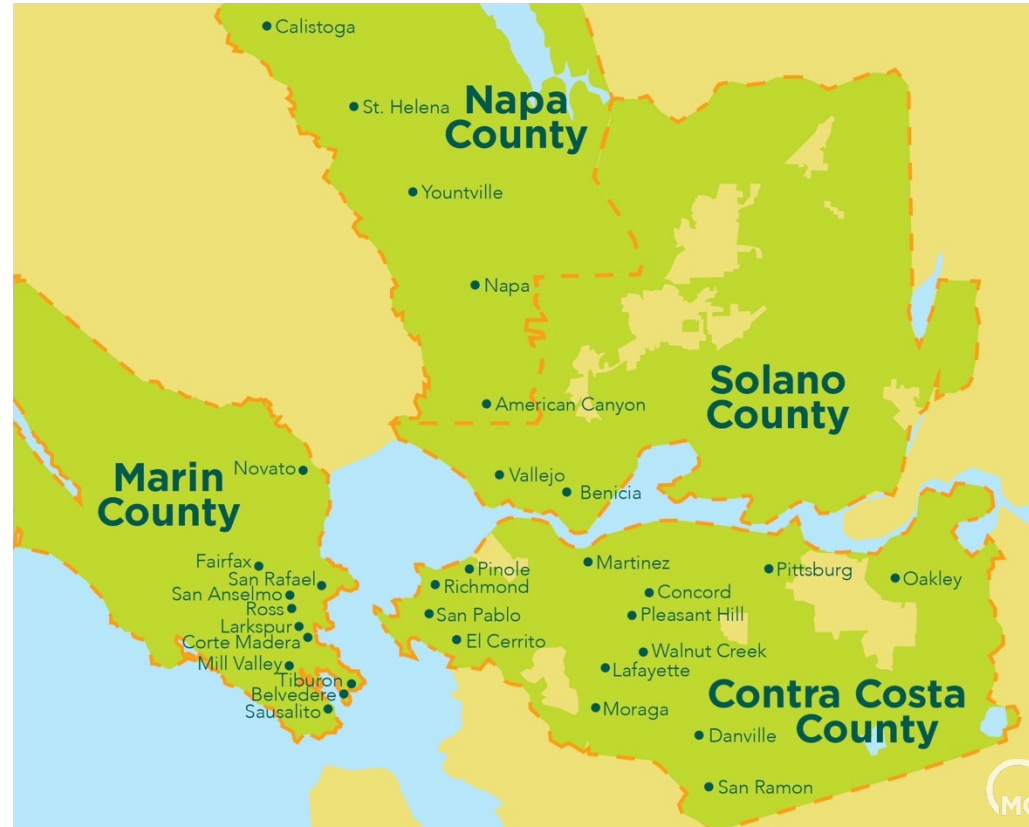 Calistoga
St. Helena
Napa
County
Yountville
Napa
American Canyon
Solano
County
Vallejo
Benicia
Novato
Marin
County
Fairfax
San Rafael
San Anselmo
Ross
Larkspur
Corte Madera
Mill Valley
Tiburon
Belvedere
Sausalito
Pinole
Richmond
San Pablo
El Cerrito
Martinez
Concord
Pleasant Hill
Walnut Creek
Lafayette
Moraga
Pittsburg
Oakley
Contra Costa
County
Danville
San Ramon